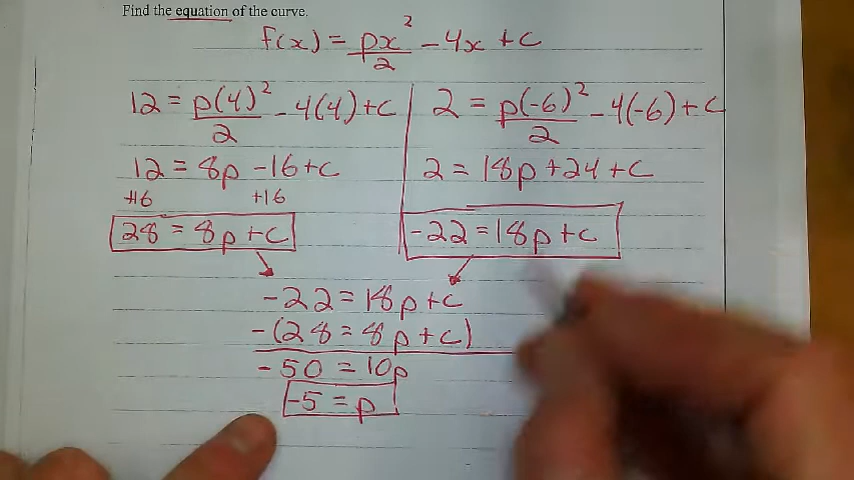 Find the equation of the curve.
f(x) = px²/2 - 4x + c
12 = p(4)²/2 - 4(4) + c
12 = 8p - 16 + c
+16 +16
28 = 8p + c
2 = p(-6)²/2 - 4(-6) + c
2 = 18p + 24 + c
-22 = 18p + c
-22 = 18p + c
-(28 = 8p + c)
-50 = 10p
-5 = p